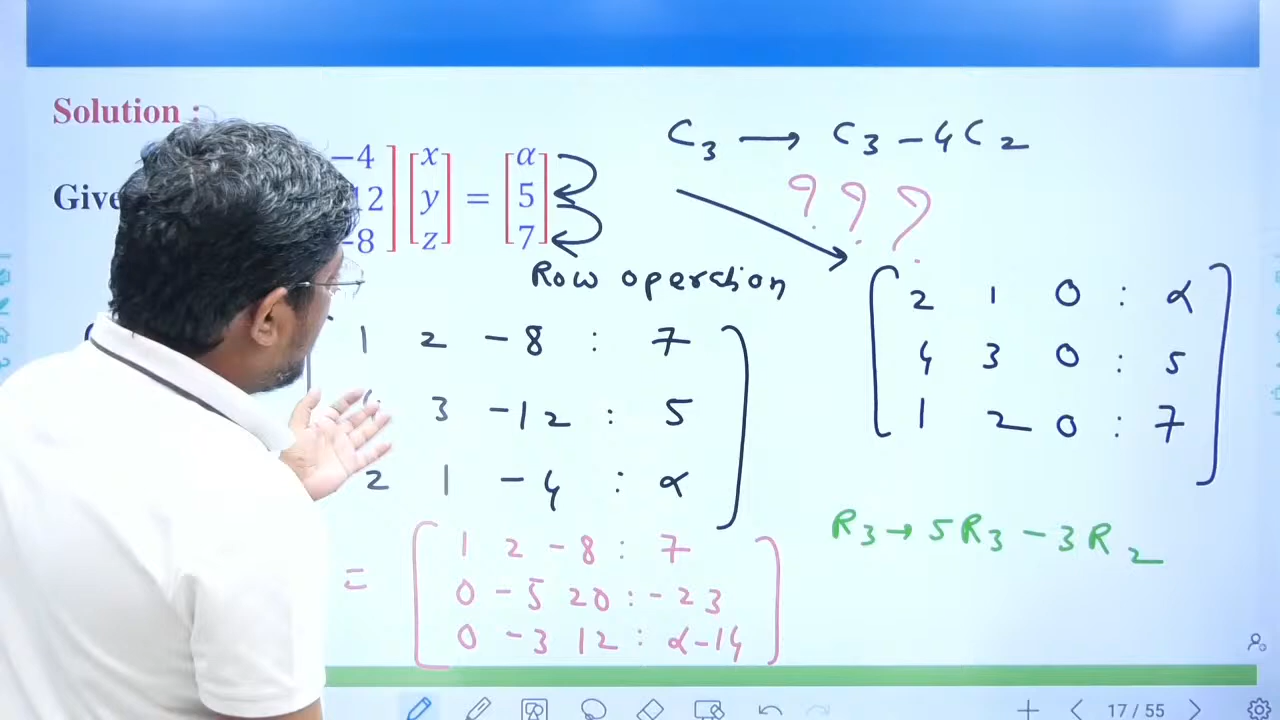 Solution :
C3 → C3 - 4C2
-4 ] [x] = [α]
12 ] [y] [5]
-8 ] [z] [7]
? ? ?
Row operation
2 1 0 : α
4 3 0 : 5
1 2 0 : 7
1 2 -8 : 7
3 -12 : 5
2 1 -4 : α
R3 → 5R3 - 3R2
= 1 2 -8 : 7
0 -5 20 : -23
0 -3 12 : α-14
17 / 55